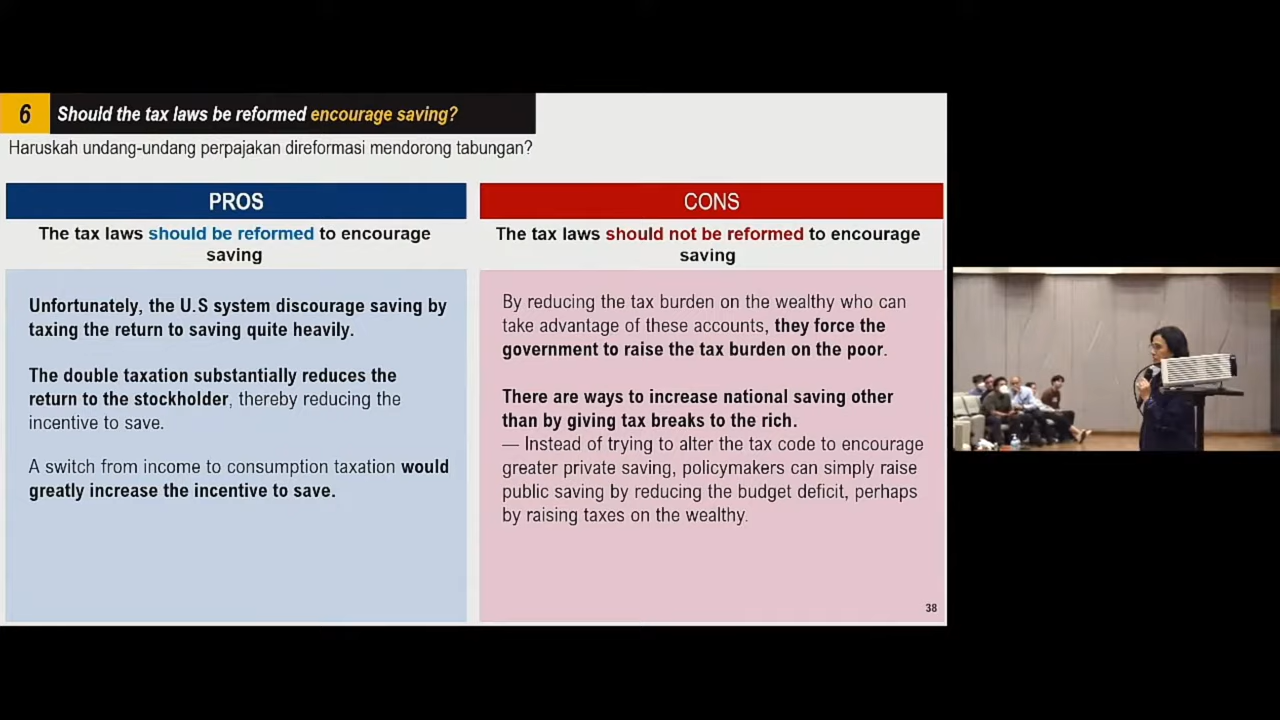 6
Should the tax laws be reformed encourage saving?
Haruskah undang-undang perpajakan direformasi mendorong tabungan?
PROS
The tax laws should be reformed to encourage
saving
Unfortunately, the U.S system discourage saving by
taxing the return to saving quite heavily.
The double taxation substantially reduces the
return to the stockholder, thereby reducing the
incentive to save.
A switch from income to consumption taxation would
greatly increase the incentive to save.
CONS
The tax laws should not be reformed to encourage
saving
By reducing the tax burden on the wealthy who can
take advantage of these accounts, they force the
government to raise the tax burden on the poor.
There are ways to increase national saving other
than by giving tax breaks to the rich.
— Instead of trying to alter the tax code to encourage
greater private saving, policymakers can simply raise
public saving by reducing the budget deficit, perhaps
by raising taxes on the wealthy.
38